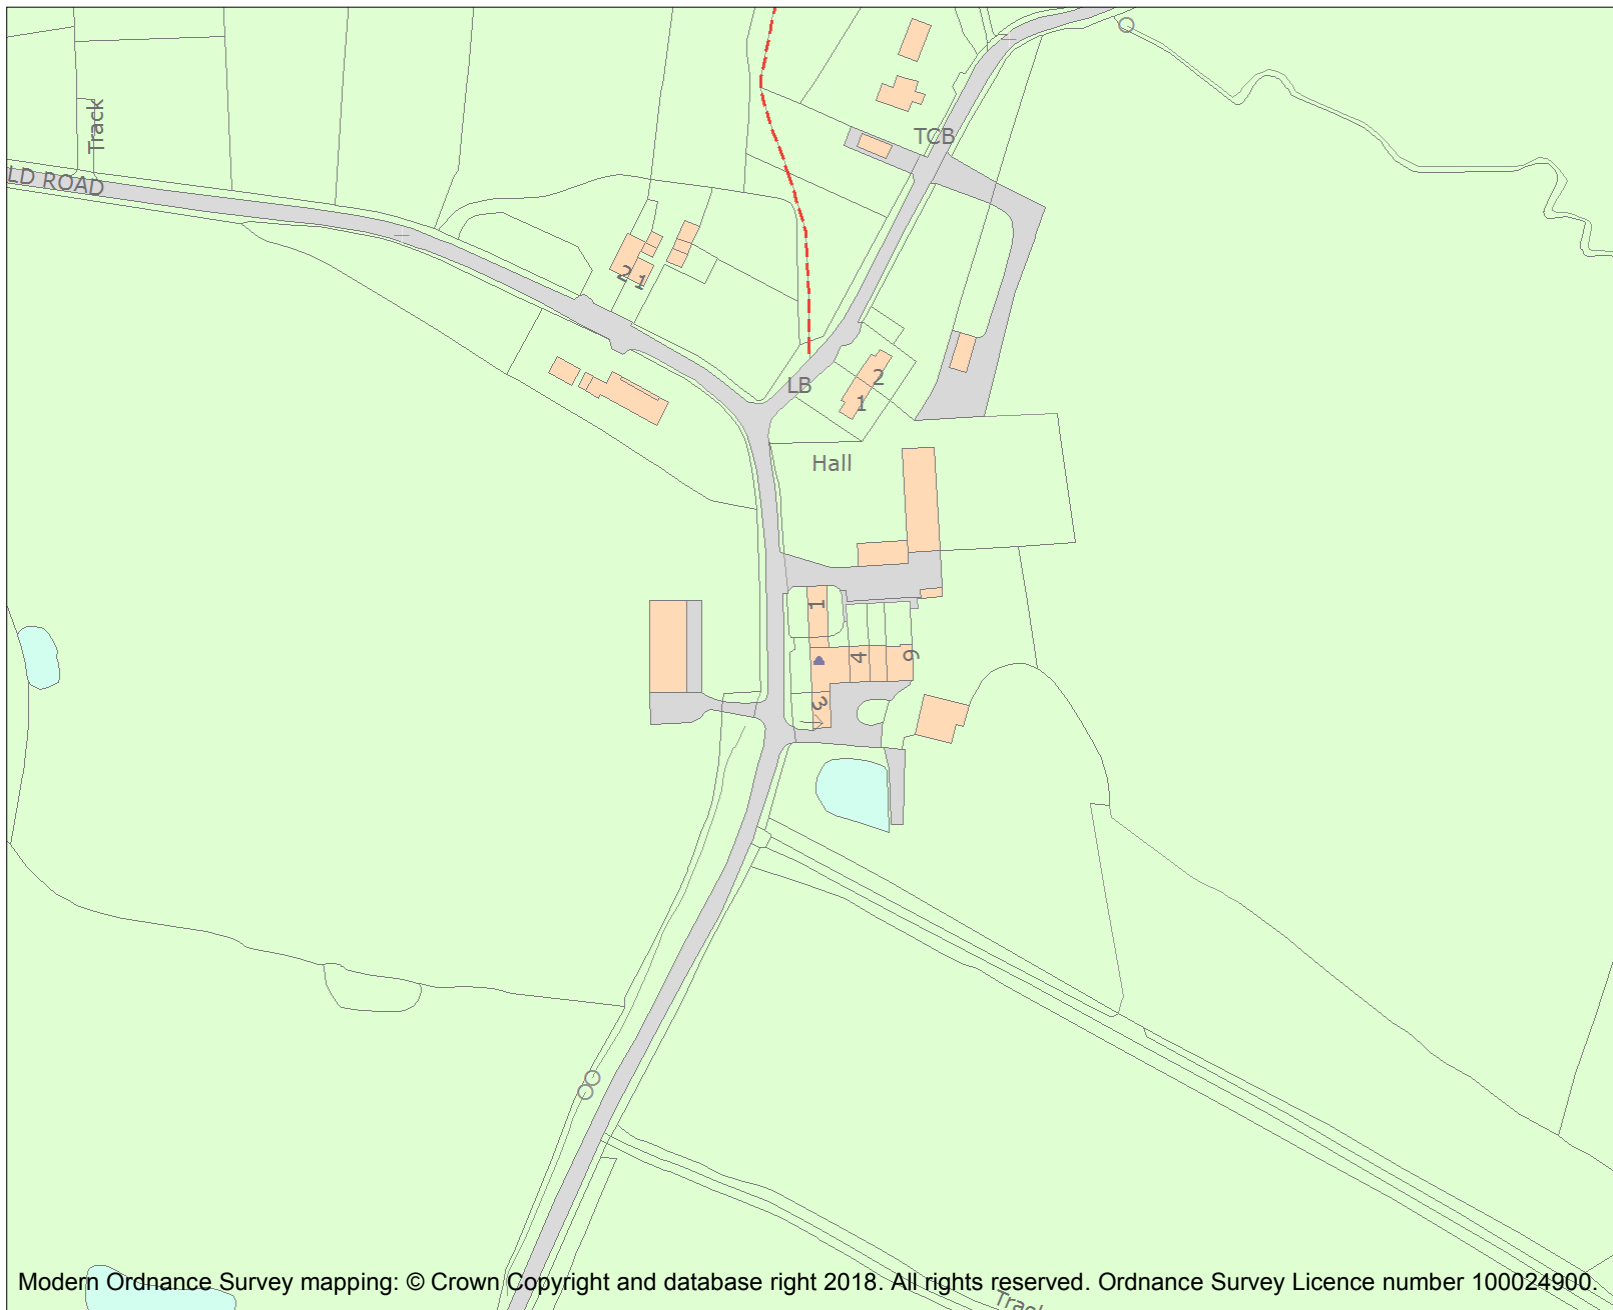 Track
LD ROAD
TCB
2
1
LB
2
1
Hall
1
4
6
3
Modern Ordnance Survey mapping: © Crown Copyright and database right 2018. All rights reserved. Ordnance Survey Licence number 100024900.
Track